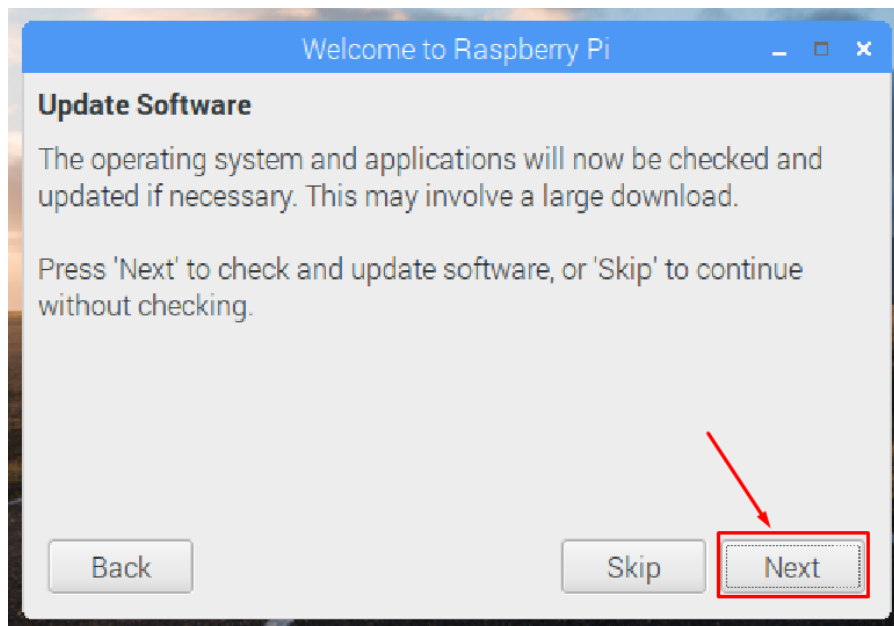 Welcome to Raspberry Pi
Update Software
The operating system and applications will now be checked and
updated if necessary. This may involve a large download.
Press 'Next' to check and update software, or 'Skip' to continue
without checking.
Back
Skip
Next